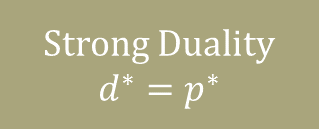 Strong Duality
d* = p*